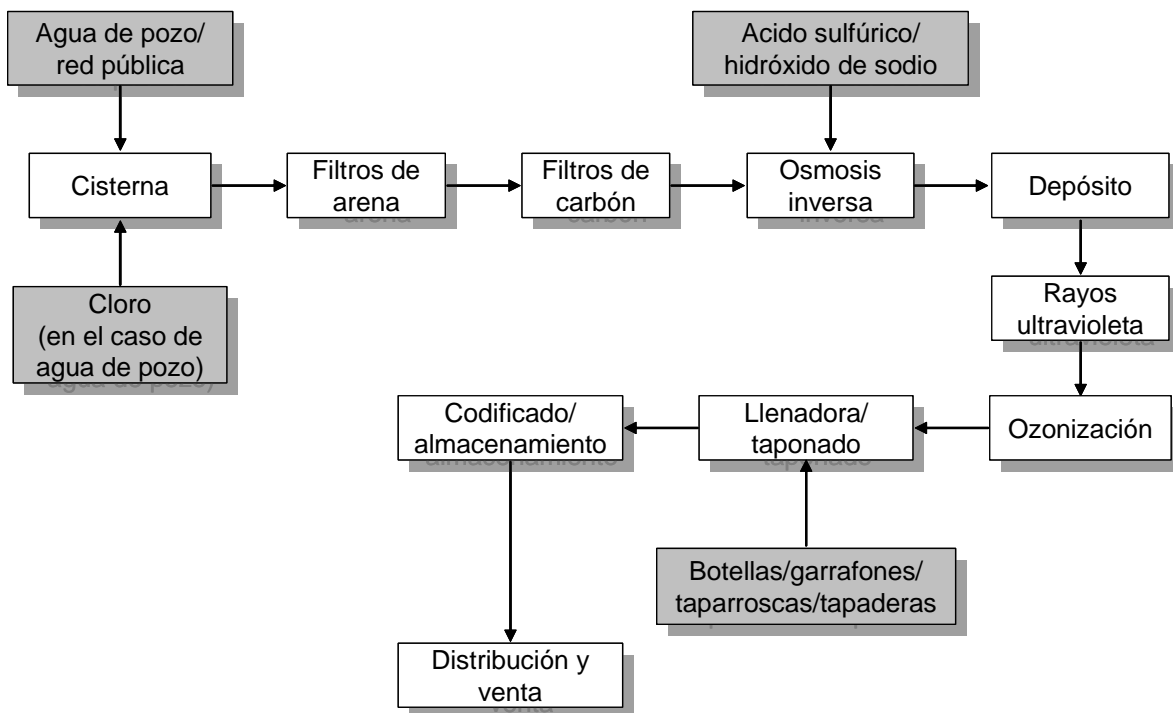 Agua de pozo/
red pública
Acido sulfúrico/
hidróxido de sodio
Cisterna
Filtros de
arena
Filtros de
carbón
Osmosis
inversa
Depósito
Cloro
(en el caso de
agua de pozo)
Rayos
ultravioleta
Codificado/
almacenamiento
Llenadora/
taponado
Ozonización
Botellas/garrafones/
taparroscas/tapaderas
Distribución y
venta